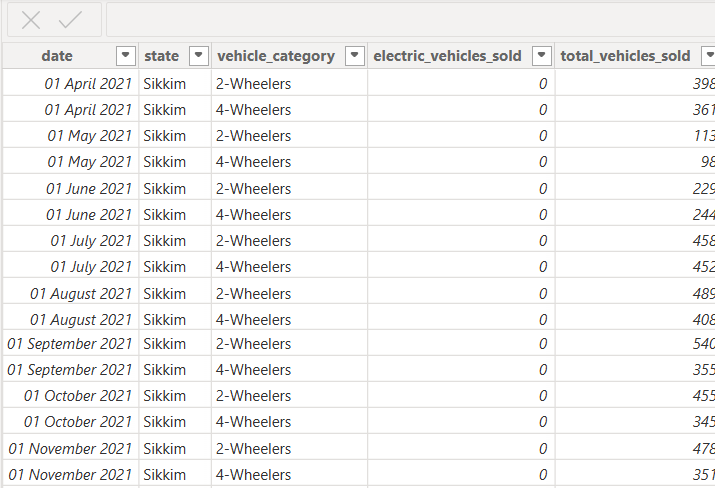 date state vehicle_category electric_vehicles_sold total_vehicles_sold
01 April 2021 Sikkim 2-Wheelers 0 398
01 April 2021 Sikkim 4-Wheelers 0 361
01 May 2021 Sikkim 2-Wheelers 0 113
01 May 2021 Sikkim 4-Wheelers 0 98
01 June 2021 Sikkim 2-Wheelers 0 229
01 June 2021 Sikkim 4-Wheelers 0 244
01 July 2021 Sikkim 2-Wheelers 0 458
01 July 2021 Sikkim 4-Wheelers 0 452
01 August 2021 Sikkim 2-Wheelers 0 489
01 August 2021 Sikkim 4-Wheelers 0 408
01 September 2021 Sikkim 2-Wheelers 0 540
01 September 2021 Sikkim 4-Wheelers 0 355
01 October 2021 Sikkim 2-Wheelers 0 455
01 October 2021 Sikkim 4-Wheelers 0 345
01 November 2021 Sikkim 2-Wheelers 0 478
01 November 2021 Sikkim 4-Wheelers 0 351